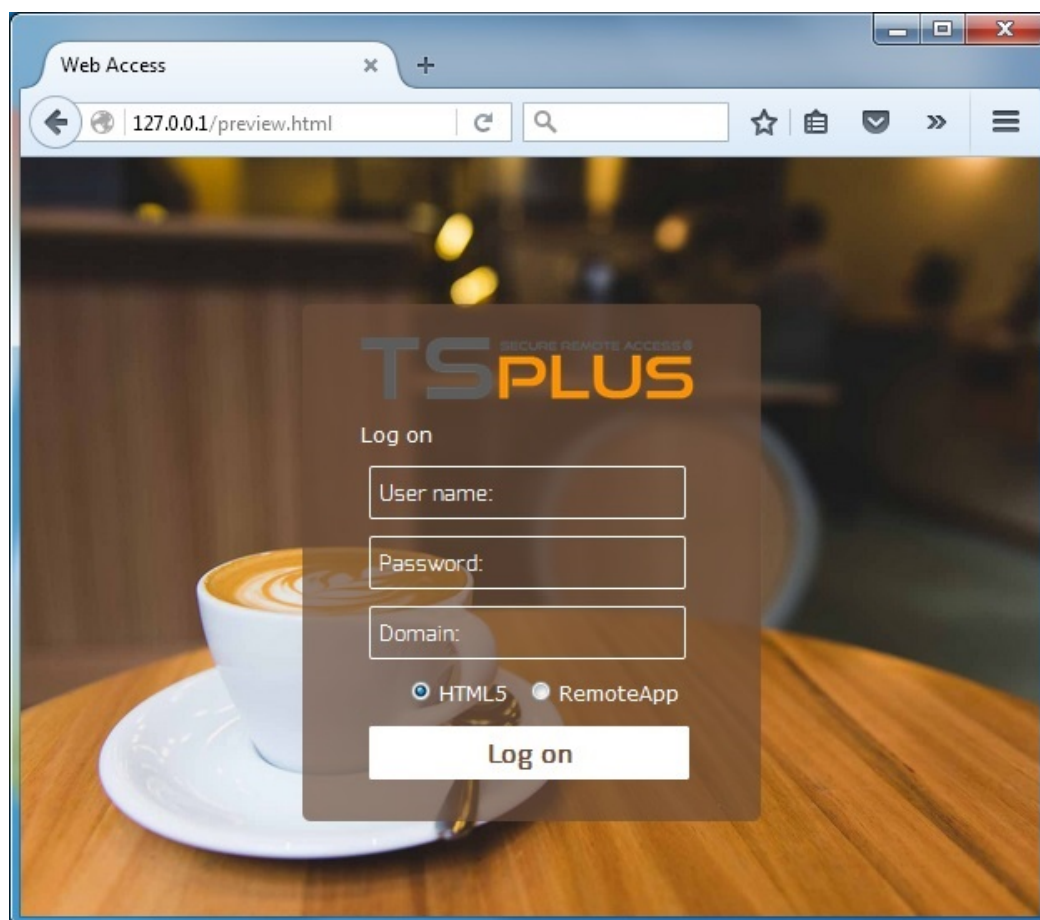 Web Access
127.0.0.1/preview.html
TSPLUS SECURE REMOTE ACCESS®
Log on
User name:
Password:
Domain:
HTML5 RemoteApp
Log on